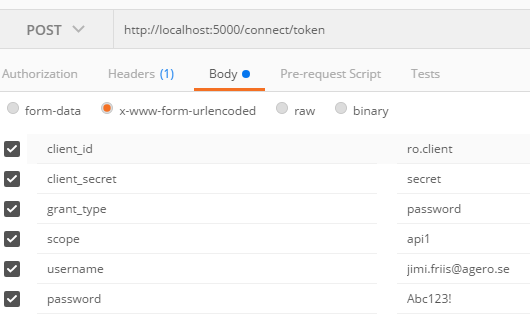 POST http://localhost:5000/connect/token
Authorization Headers (1) Body Pre-request Script Tests
form-data x-www-form-urlencoded raw binary
client_id ro.client
client_secret secret
grant_type password
scope api1
username jimi.friis@agero.se
password Abc123!